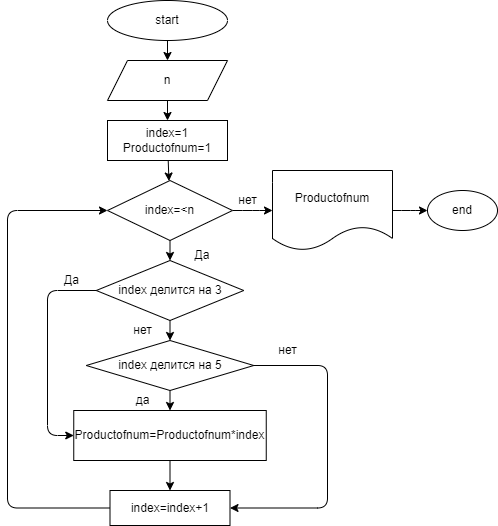 start
n
index=1
Productofnum=1
index=<n
нет
Productofnum
end
Да
index делится на 3
Да
нет
index делится на 5
нет
да
Productofnum=Productofnum*index
index=index+1